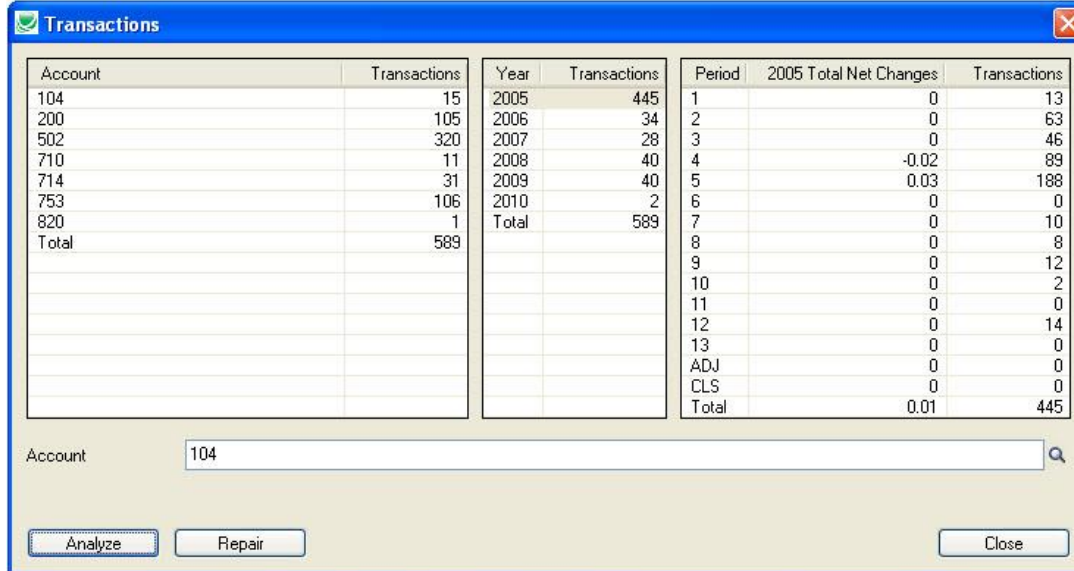 Transactions
Account Transactions
104 15
200 105
502 320
710 11
714 31
753 106
820 1
Total 589
Year Transactions
2005 445
2006 34
2007 28
2008 40
2009 40
2010 2
Total 589
Period 2005 Total Net Changes Transactions
1 0 13
2 0 63
3 0 46
4 -0.02 89
5 0.03 188
6 0 0
7 0 10
8 0 8
9 0 12
10 0 2
11 0 0
12 0 14
13 0 0
ADJ 0 0
CLS 0 0
Total 0.01 445
Account 104
Analyze Repair Close